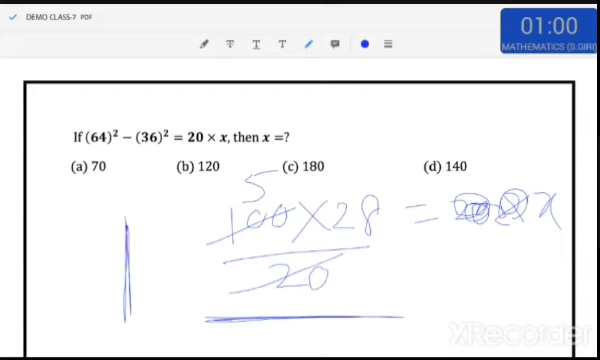 DEMO CLASS-7 PDF
01:00
MATHEMATICS (S.GIRI)
If (64)² − (36)² = 20 × x, then x =?
(a) 70 (b) 120 (c) 180 (d) 140
5
100 × 28 = x
20
XRecorder